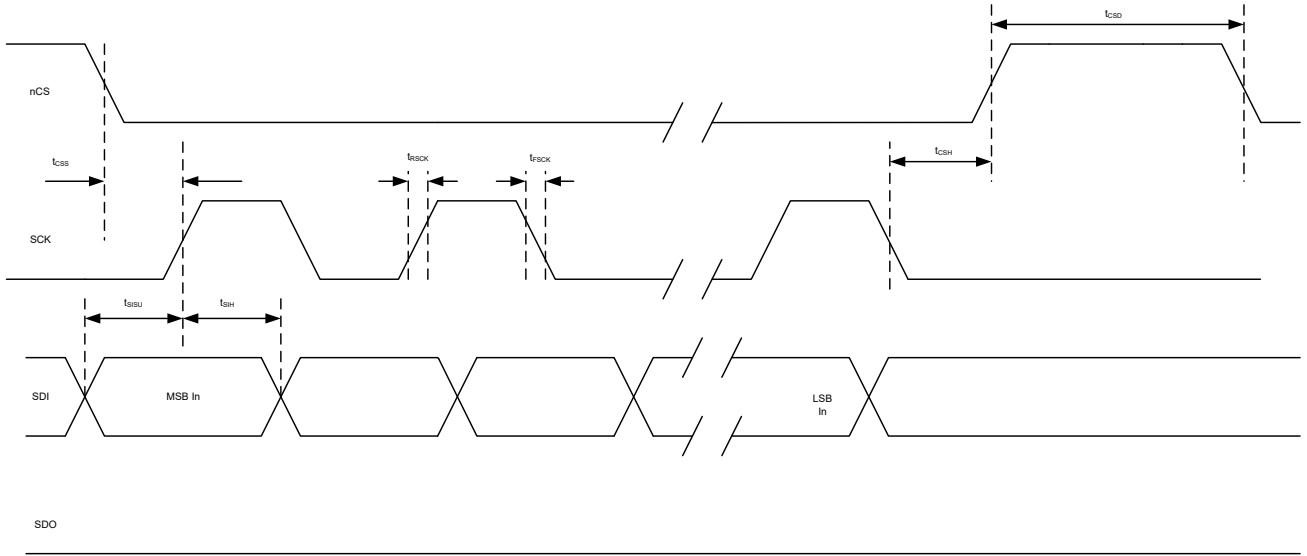 tCSD
nCS
tCSS
tRSCK
tFSCK
tCSH
SCK
tSISU
tSIH
SDI
MSB In
LSB
In
SDO